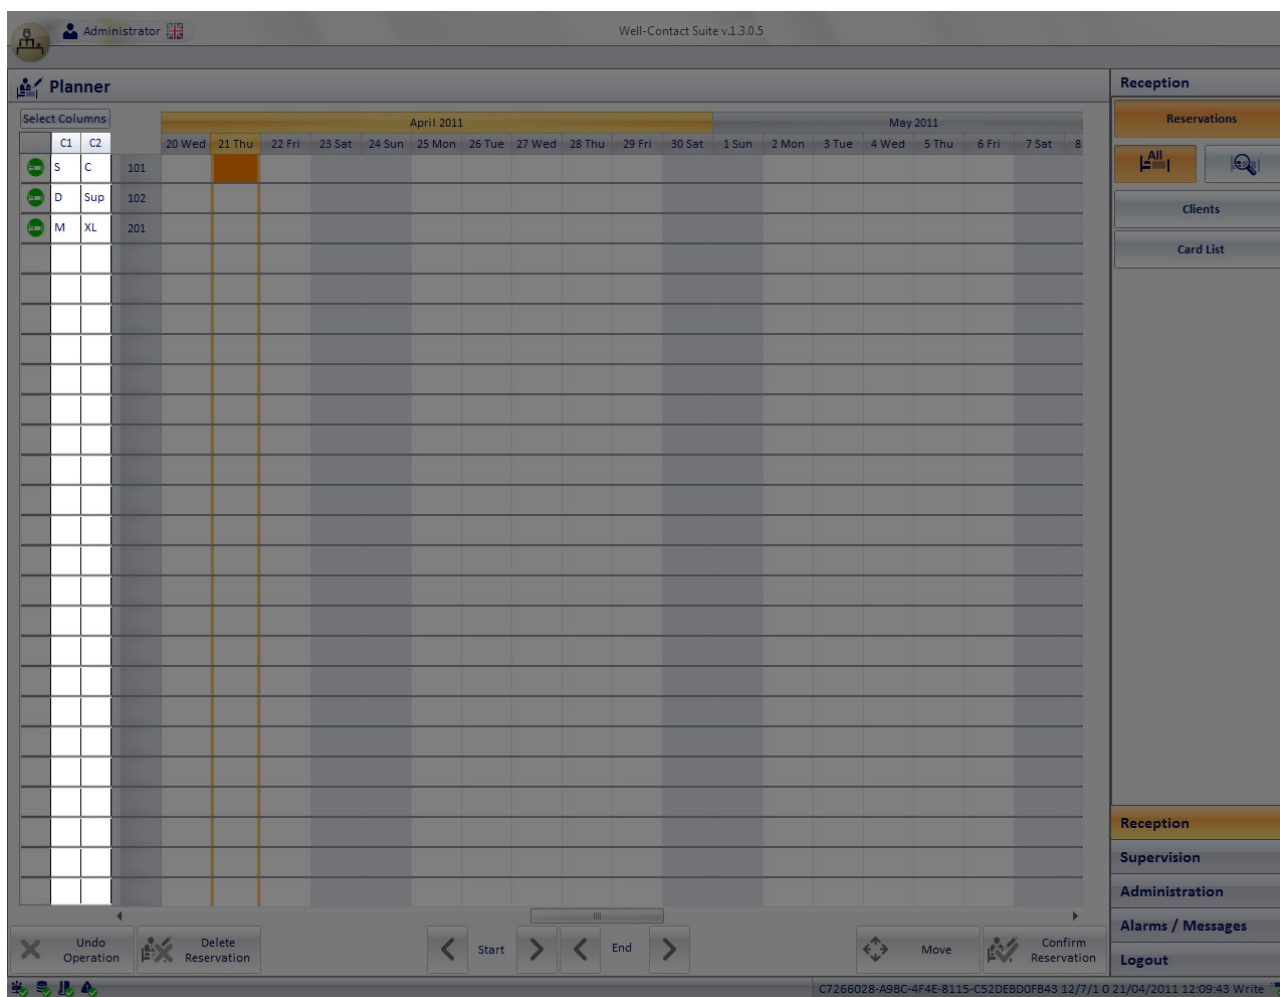 Administrator
Well-Contact Suite v.1.3.0.5
Planner
Reception
Select Columns
April 2011
May 2011
Reservations
C1 C2 20 Wed 21 Thu 22 Fri 23 Sat 24 Sun 25 Mon 26 Tue 27 Wed 28 Thu 29 Fri 30 Sat 1 Sun 2 Mon 3 Tue 4 Wed 5 Thu 6 Fri 7 Sat 8
S C 101
All
D Sup 102
Clients
M XL 201
Card List
Reception
Supervision
Administration
Alarms / Messages
Logout
Undo
Operation
Delete
Reservation
Start
End
Move
Confirm
Reservation
C7266028-A9BC-4F4E-8115-C52DEBD0FB43 12/7/1 0 21/04/2011 12:09:43 Write